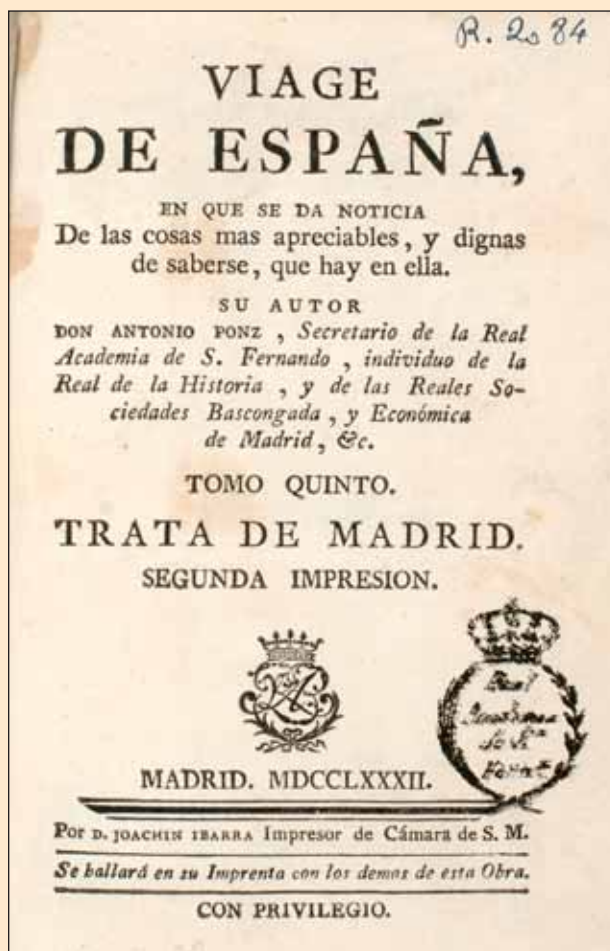 R. 2084
VIAGE
DE ESPAÑA,
EN QUE SE DA NOTICIA
De las cosas mas apreciables, y dignas
de saberse, que hay en ella.
SU AUTOR
DON ANTONIO PONZ, Secretario de la Real
Academia de S. Fernando, individuo de la
Real de la Historia, y de las Reales So-
ciedades Bascongada, y Económica
de Madrid, &c.
TOMO QUINTO.
TRATA DE MADRID.
SEGUNDA IMPRESION.
MADRID. MDCCLXXXII.
Por D. JOACHIN IBARRA Impresor de Cámara de S. M.
Se hallará en su Imprenta con los demas de esta Obra.
CON PRIVILEGIO.